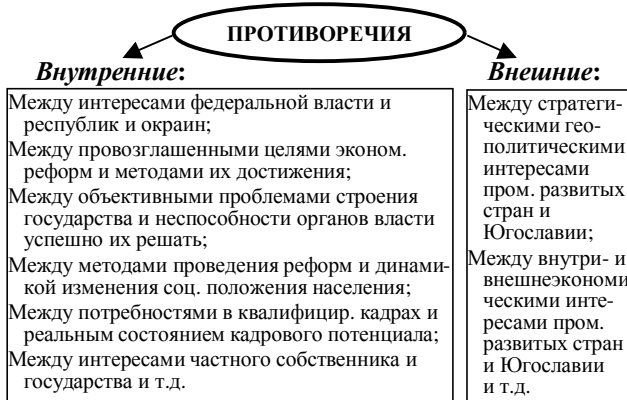 ПРОТИВОРЕЧИЯ
Внутренние:
Между интересами федеральной власти и
республик и окраин;
Между провозглашенными целями эконом.
реформ и методами их достижения;
Между объективными проблемами строения
государства и неспособности органов власти
успешно их решать;
Между методами проведения реформ и динами-
кой изменения соц. положения населения;
Между потребностями в квалифицир. кадрах и
реальным состоянием кадрового потенциала;
Между интересами частного собственника и
государства и т.д.
Внешние:
Между стратеги-
ческими гео-
политическими
интересами
пром. развитых
стран и
Югославии;
Между внутри- и
внешнеэкономи
ческими инте-
ресами пром.
развитых стран
и Югославии
и т.д.